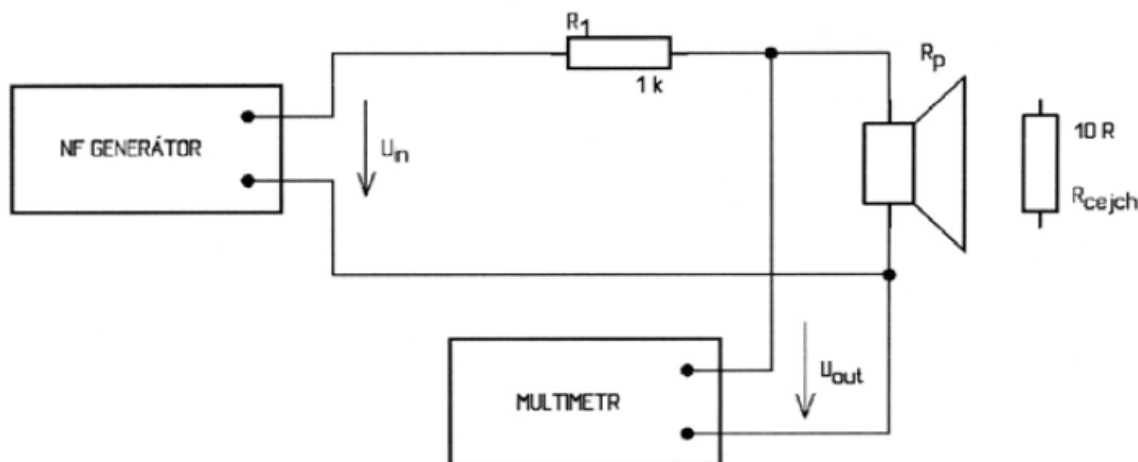 R1
1 k
Rp
NF GENERÁTOR
Uin
10 R
Rcejch
Uout
MULTIMETR